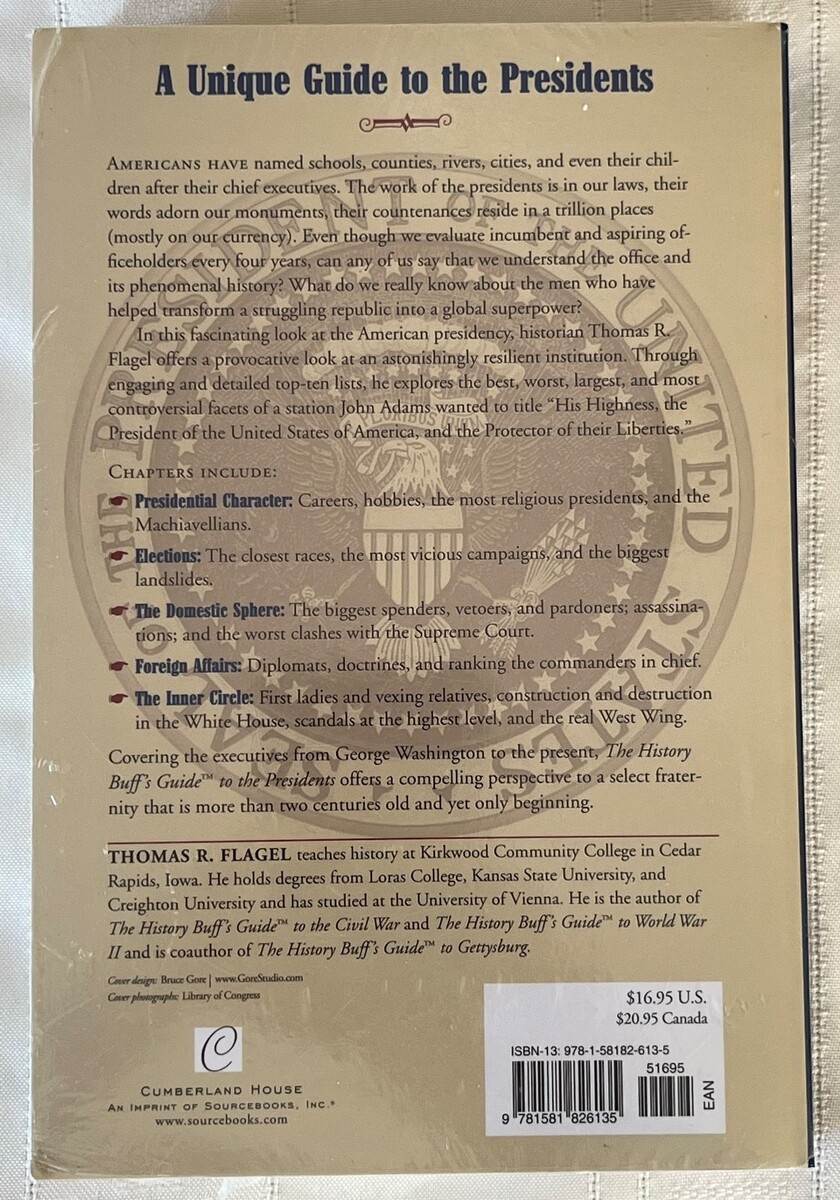 A Unique Guide to the Presidents
AMERICANS HAVE named schools, counties, rivers, cities, and even their chil-
dren after their chief executives. The work of the presidents is in our laws, their
words adorn our monuments, their countenances reside in a trillion places
(mostly on our currency). Even though we evaluate incumbent and aspiring of-
ficeholders every four years, can any of us say that we understand the office and
its phenomenal history? What do we really know about the men who have
helped transform a struggling republic into a global superpower?
In this fascinating look at the American presidency, historian Thomas R.
Flagel offers a provocative look at an astonishingly resilient institution. Through
engaging and detailed top-ten lists, he explores the best, worst, largest, and most
controversial facets of a station John Adams wanted to title “His Highness, the
President of the United States of America, and the Protector of their Liberties.”
CHAPTERS INCLUDE:
Presidential Character: Careers, hobbies, the most religious presidents, and the
Machiavellians.
Elections: The closest races, the most vicious campaigns, and the biggest
landslides.
The Domestic Sphere: The biggest spenders, vetoers, and pardoners; assassina-
tions; and the worst clashes with the Supreme Court.
Foreign Affairs: Diplomats, doctrines, and ranking the commanders in chief.
The Inner Circle: First ladies and vexing relatives, construction and destruction
in the White House, scandals at the highest level, and the real West Wing.
Covering the executives from George Washington to the present, The History
Buff’s Guide™ to the Presidents offers a compelling perspective to a select frater-
nity that is more than two centuries old and yet only beginning.
THOMAS R. FLAGEL teaches history at Kirkwood Community College in Cedar
Rapids, Iowa. He holds degrees from Loras College, Kansas State University, and
Creighton University and has studied at the University of Vienna. He is the author of
The History Buff’s Guide™ to the Civil War and The History Buff’s Guide™ to World War
II and is coauthor of The History Buff’s Guide™ to Gettysburg.
Cover design: Bruce Gore | www.GoreStudio.com
Cover photographs: Library of Congress
C
CUMBERLAND HOUSE
AN IMPRINT OF SOURCEBOOKS, INC.®
www.sourcebooks.com
$16.95 U.S.
$20.95 Canada
ISBN-13: 978-1-58182-613-5
51695
EAN
9 781581 826135
SEAL OF THE PRESIDENT OF THE UNITED STATES